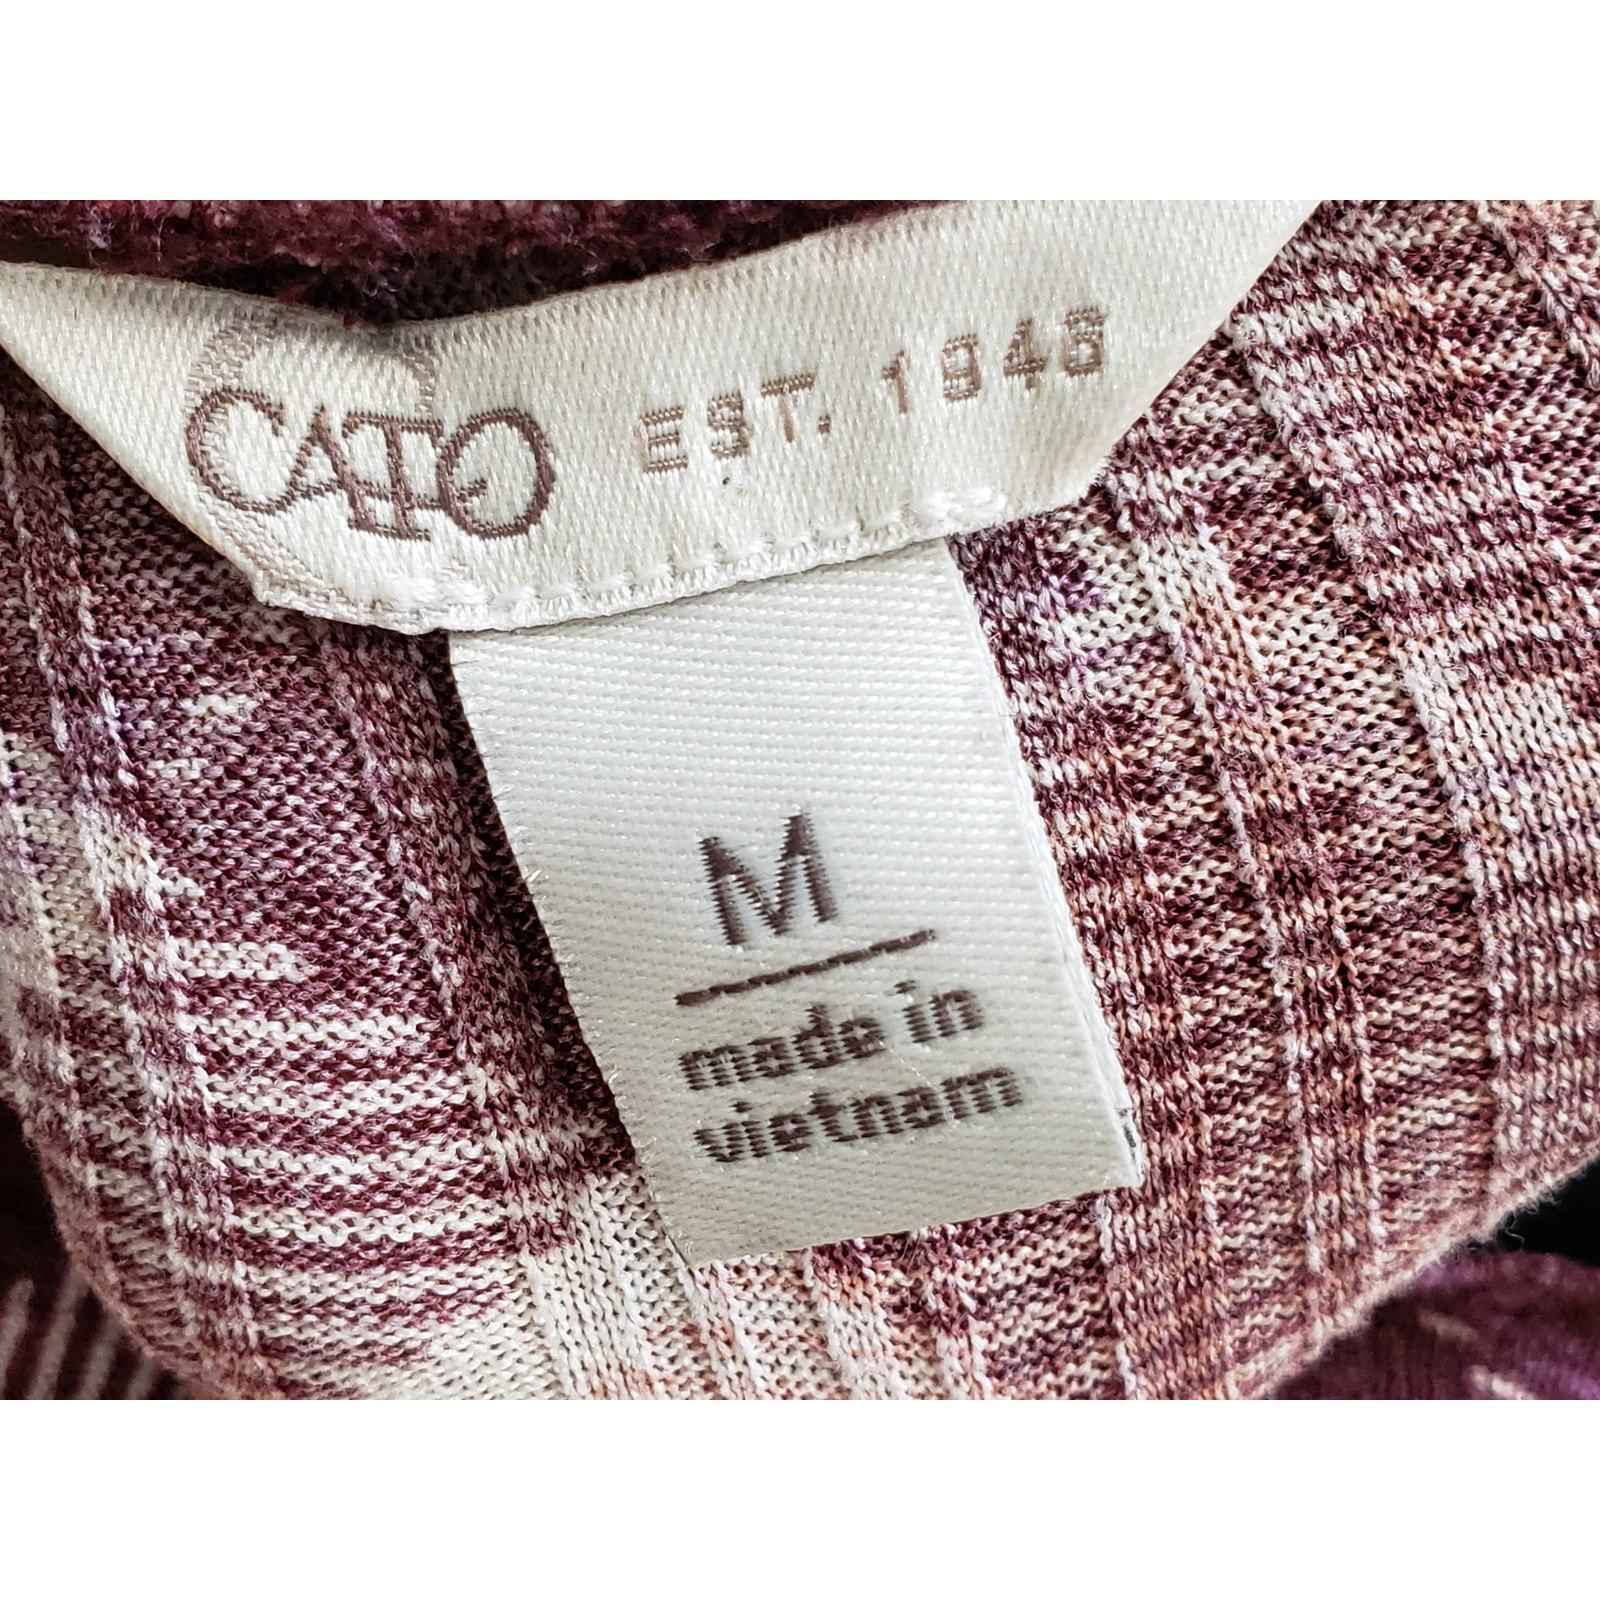 CATO EST. 1946
M
made in
vietnam